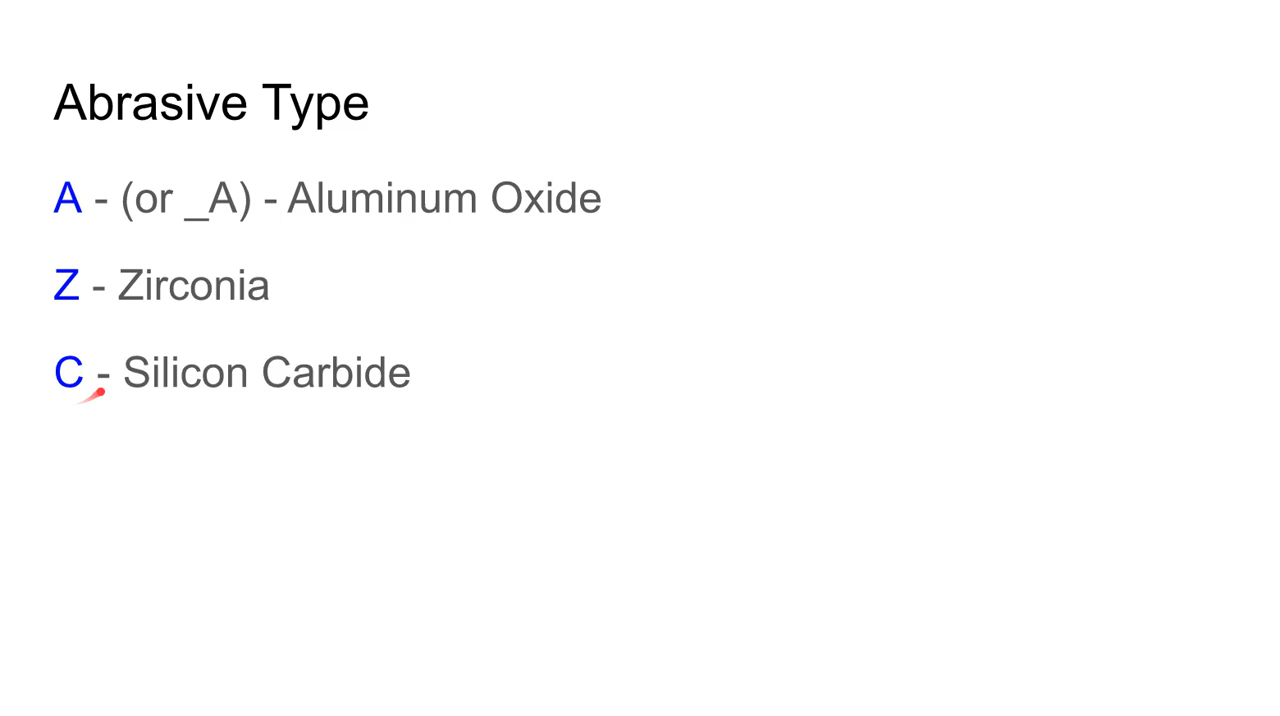 Abrasive Type
A - (or _A) - Aluminum Oxide
Z - Zirconia
C - Silicon Carbide